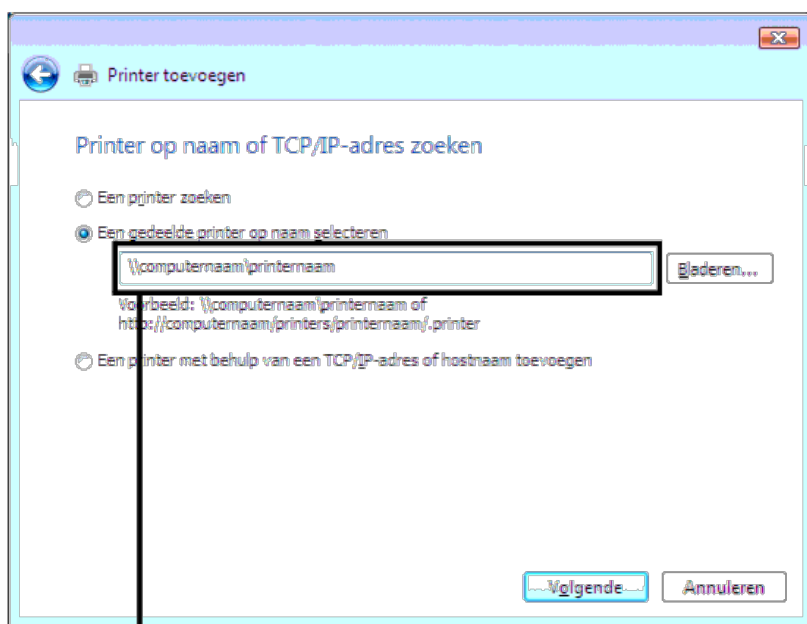 Printer toevoegen
Printer op naam of TCP/IP-adres zoeken
Een printer zoeken
Een gedeelde printer op naam selecteren
\\computernaam\printernaam
Bladeren...
Voorbeeld: \\computernaam\printernaam of
http://computernaam/printers/printernaam/.printer
Een printer met behulp van een TCP/IP-adres of hostnaam toevoegen
Volgende
Annuleren